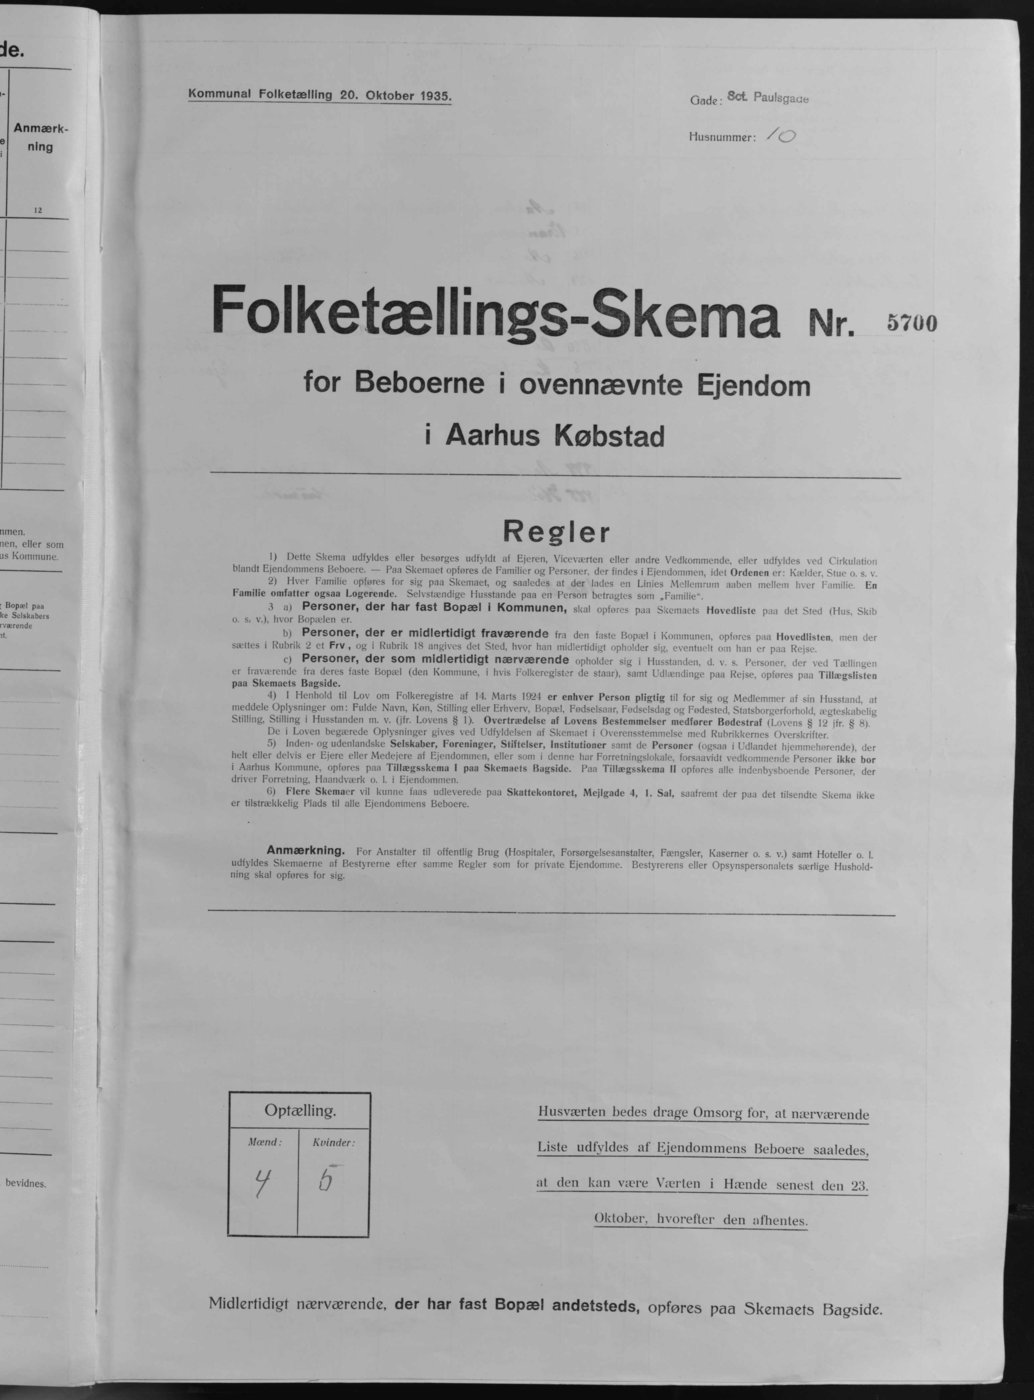 de.
Anmærk-
ning
12
mmen.
nen, eller som
us Kommune.
Bopæl paa
ke Selskabers
rværende
bevidnes.
Kommunal Folketælling 20. Oktober 1935.
Gade: Sct. Paulsgade
Husnummer: 10
Folketællings-Skema Nr. 5700
for Beboerne i ovennævnte Ejendom
i Aarhus Købstad
Regler
1) Dette Skema udfyldes eller besørges udfyldt af Ejeren, Viceværten eller andre Vedkommende, eller udfyldes ved Cirkulation
blandt Ejendommens Beboere. — Paa Skemaet opføres de Familier og Personer, der findes i Ejendommen, idet Ordenen er: Kælder, Stue o. s. v.
2) Hver Familie opføres for sig paa Skemaet, og saaledes at der lades en Linies Mellemrum aaben mellem hver Familie. En
Familie omfatter ogsaa Logerende. Selvstændige Husstande paa en Person betragtes som „Familie“.
3 a) Personer, der har fast Bopæl i Kommunen, skal opføres paa Skemaets Hovedliste paa det Sted (Hus, Skib
o. s. v.), hvor Bopælen er.
b) Personer, der er midlertidigt fraværende fra den faste Bopæl i Kommunen, opføres paa Hovedlisten, men der
sættes i Rubrik 2 et Frv., og i Rubrik 18 angives det Sted, hvor han midlertidigt opholder sig, eventuelt om han er paa Rejse.
c) Personer, der som midlertidigt nærværende opholder sig i Husstanden, d. v. s. Personer, der ved Tællingen
er fraværende fra deres faste Bopæl (den Kommune, i hvis Folkeregister de staar), samt Udlændinge paa Rejse, opføres paa Tillægslisten
paa Skemaets Bagside.
4) I Henhold til Lov om Folkeregistre af 14. Marts 1924 er enhver Person pligtig til for sig og Medlemmer af sin Husstand, at
meddele Oplysninger om: Fulde Navn, Køn, Stilling eller Erhverv, Bopæl, Fødselsaar, Fødselsdag og Fødested, Statsborgerforhold, ægteskabelig
Stilling, Stilling i Husstanden m. v. (jfr. Lovens § 1). Overtrædelse af Lovens Bestemmelser medfører Bødestraf (Lovens § 12 jfr. § 8).
De i Loven begærede Oplysninger gives ved Udfyldelsen af Skemaet i Overensstemmelse med Rubrikkernes Overskrifter.
5) Inden- og udenlandske Selskaber, Foreninger, Stiftelser, Institutioner samt de Personer (ogsaa i Udlandet hjemmehørende), der
helt eller delvis er Ejere eller Medejere af Ejendommen, eller som i denne har Forretningslokale, forsaavidt vedkommende Personer ikke bor
i Aarhus Kommune, opføres paa Tillægsskema I paa Skemaets Bagside. Paa Tillægsskema II opføres alle indenbysboende Personer, der
driver Forretning, Haandværk o. l. i Ejendommen.
6) Flere Skemaer vil kunne faas udleverede paa Skattekontoret, Mejlgade 4, 1. Sal, saafremt der paa det tilsendte Skema ikke
er tilstrækkelig Plads til alle Ejendommens Beboere.
Anmærkning. For Anstalter til offentlig Brug (Hospitaler, Forsørgelsesanstalter, Fængsler, Kaserner o. s. v.) samt Hoteller o. l.
udfyldes Skemaerne af Bestyrerne efter samme Regler som for private Ejendomme. Bestyrerens eller Opsynspersonalets særlige Hushold-
ning skal opføres for sig.
Optælling.
Mænd: Kvinder:
4 5
Husværten bedes drage Omsorg for, at nærværende
Liste udfyldes af Ejendommens Beboere saaledes,
at den kan være Værten i Hænde senest den 23.
Oktober, hvorefter den afhentes.
Midlertidigt nærværende, der har fast Bopæl andetsteds, opføres paa Skemaets Bagside.